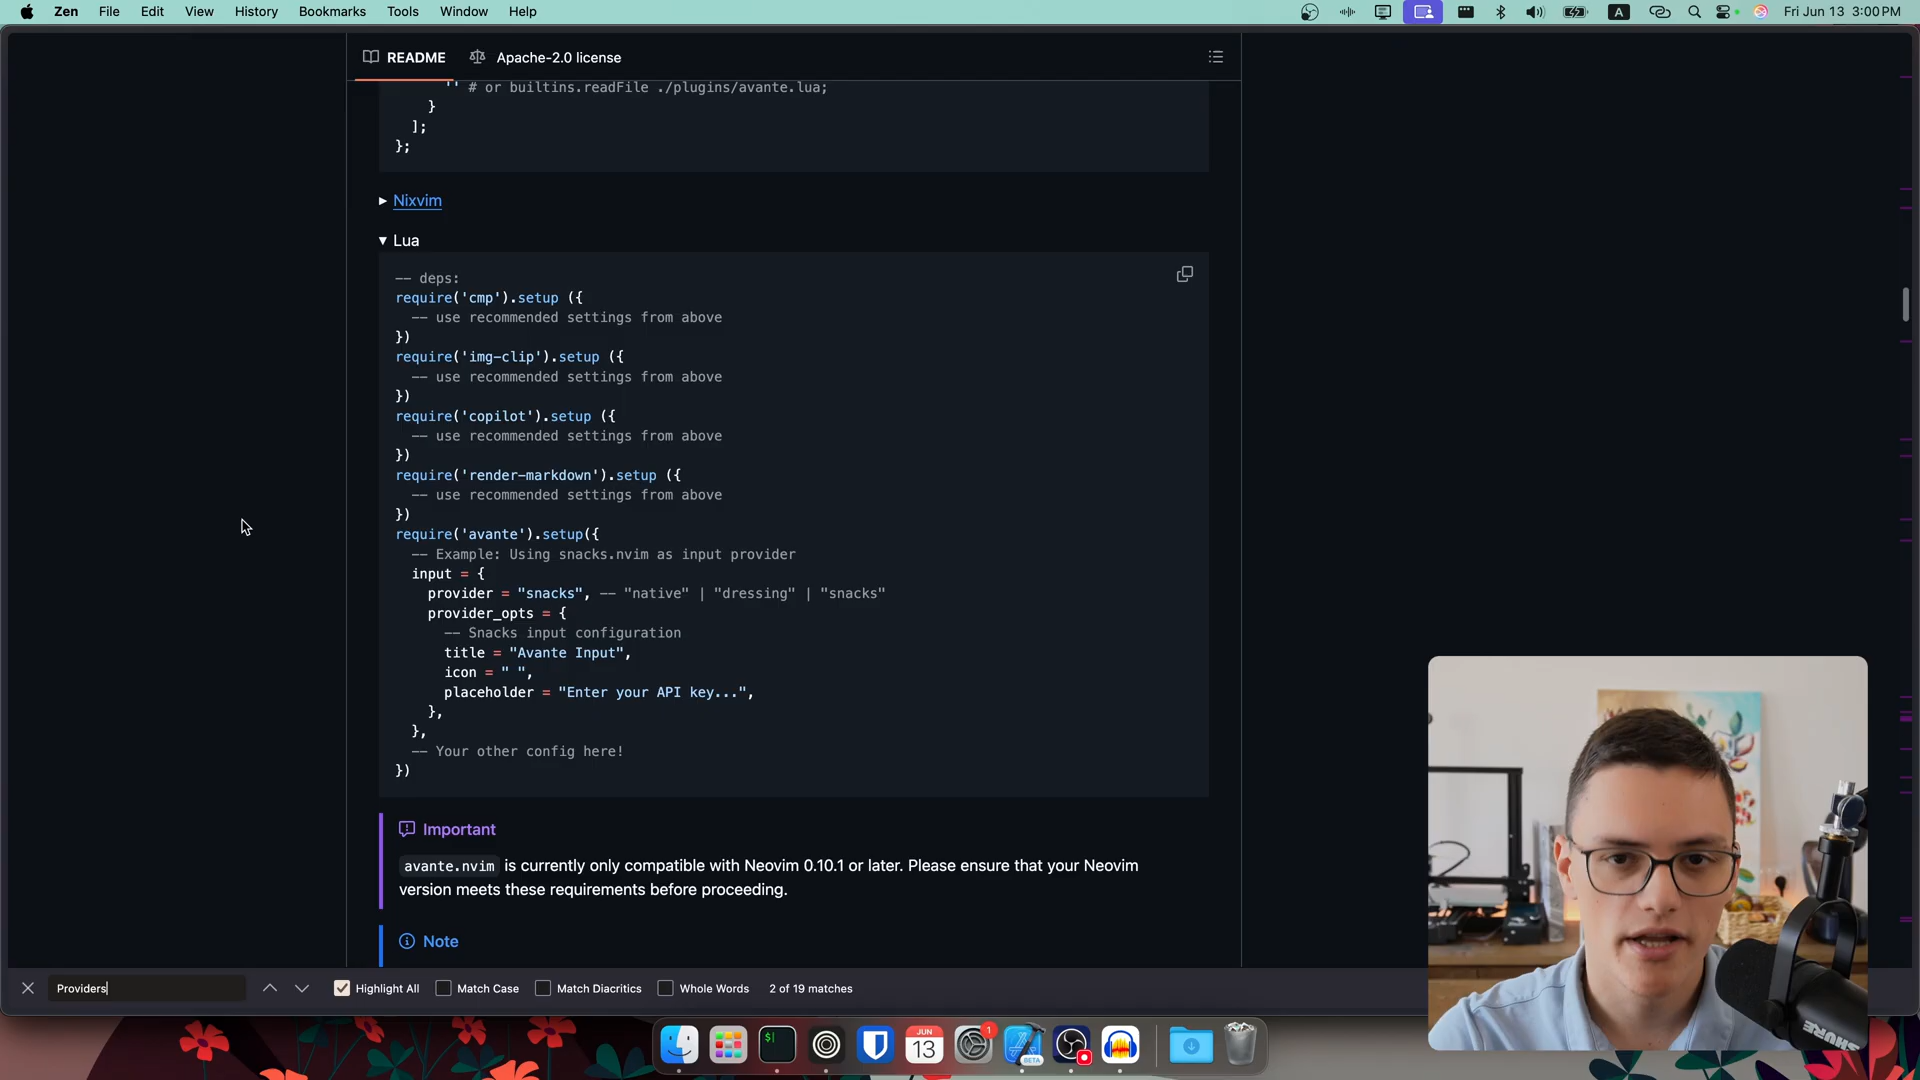 Zen File Edit View History Bookmarks Tools Window Help
A
Fri Jun 13 3:00 PM
README
Apache-2.0 license
'' # or builtins.readFile ./plugins/avante.lua;
}
];
};
Nixvim
Lua
-- deps:
require('cmp').setup ({
-- use recommended settings from above
})
require('img-clip').setup ({
-- use recommended settings from above
})
require('copilot').setup ({
-- use recommended settings from above
})
require('render-markdown').setup ({
-- use recommended settings from above
})
require('avante').setup({
-- Example: Using snacks.nvim as input provider
input = {
provider = "snacks", -- "native" | "dressing" | "snacks"
provider_opts = {
-- Snacks input configuration
title = "Avante Input",
icon = " ",
placeholder = "Enter your API key...",
},
},
-- Your other config here!
})
Important
avante.nvim is currently only compatible with Neovim 0.10.1 or later. Please ensure that your Neovim
version meets these requirements before proceeding.
Note
Providers
Highlight All
Match Case
Match Diacritics
Whole Words
2 of 19 matches
$
JUN
13
1
BETA
SHURE